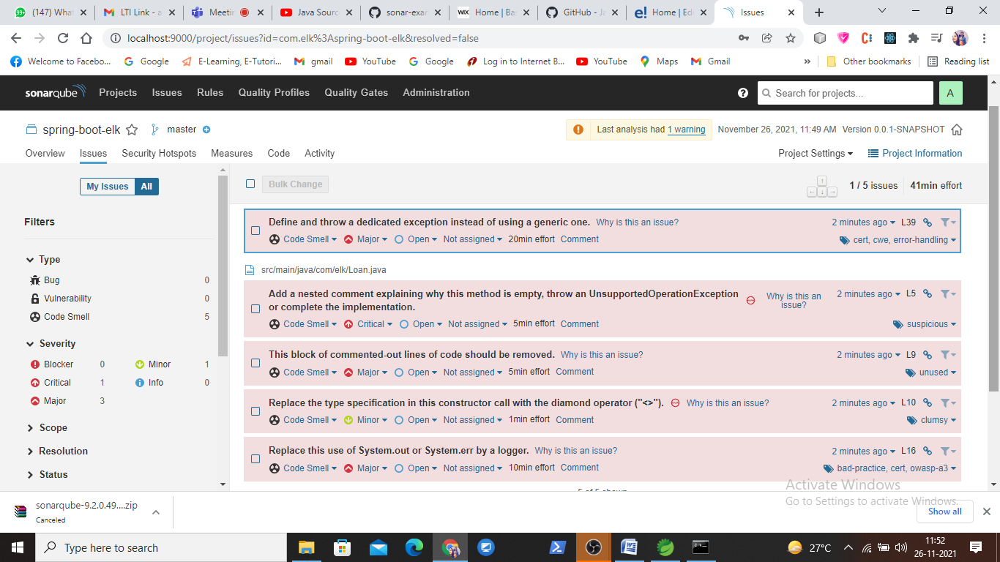 (147) Wha
LTI Link - a
Meetin
Java Sourc
sonar-exar
WIX Home | Ba
GitHub - Ja
e! Home | Ed
Issues
localhost:9000/project/issues?id=com.elk%3Aspring-boot-elk&resolved=false
Welcome to Facebo... Google E-Learning, E-Tutori... gmail YouTube Google Log in to Internet B... YouTube Maps Gmail » Other bookmarks Reading list
sonarqube Projects Issues Rules Quality Profiles Quality Gates Administration Search for projects... A
spring-boot-elk master Last analysis had 1 warning November 26, 2021, 11:49 AM Version 0.0.1-SNAPSHOT
Overview Issues Security Hotspots Measures Code Activity Project Settings Project Information
My Issues All
Bulk Change 1 / 5 issues 41min effort
Filters
Type
Bug 0
Vulnerability 0
Code Smell 5
Severity
Blocker 0 Minor 1
Critical 1 Info 0
Major 3
Scope
Resolution
Status
Define and throw a dedicated exception instead of using a generic one. Why is this an issue? 2 minutes ago L39
Code Smell Major Open Not assigned 20min effort Comment cert, cwe, error-handling
src/main/java/com/elk/Loan.java
Add a nested comment explaining why this method is empty, throw an UnsupportedOperationException
or complete the implementation. Why is this an issue? 2 minutes ago L5
Code Smell Critical Open Not assigned 5min effort Comment suspicious
This block of commented-out lines of code should be removed. Why is this an issue? 2 minutes ago L9
Code Smell Major Open Not assigned 5min effort Comment unused
Replace the type specification in this constructor call with the diamond operator ("<>"). Why is this an issue? 2 minutes ago L10
Code Smell Minor Open Not assigned 1min effort Comment clumsy
Replace this use of System.out or System.err by a logger. Why is this an issue? 2 minutes ago L16
Code Smell Major Open Not assigned 10min effort Comment bad-practice, cert, owasp-a3
5 of 5 shown
Activate Windows
Go to Settings to activate Windows.
sonarqube-9.2.0.49....zip
Canceled
Show all
Type here to search
27°C
11:52
26-11-2021